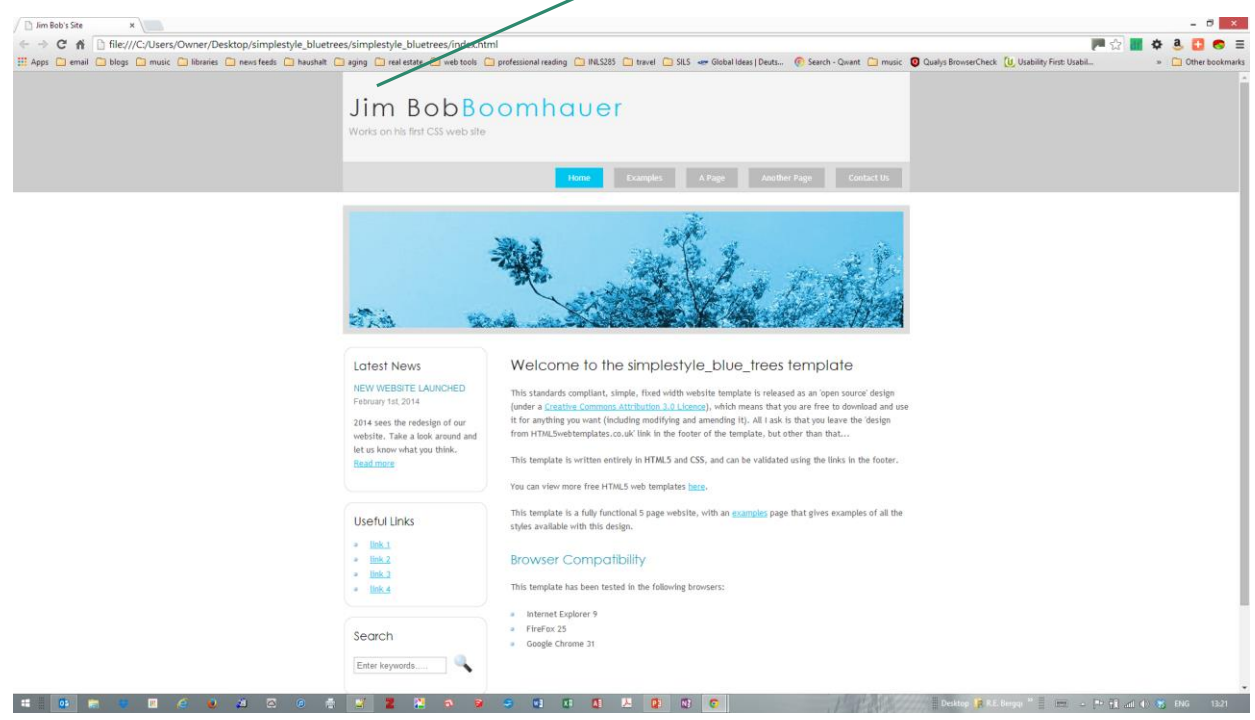 Jim Bob's Site
file:///C:/Users/Owner/Desktop/simplestyle_bluetrees/simplestyle_bluetrees/index.html
Apps email blogs music libraries news feeds haushalt aging real estate web tools professional reading INLS285 travel SILS Global Ideas | Deuts... Search - Qwant music Qualys BrowserCheck Usability First: Usabil... » Other bookmarks
Jim BobBoomhauer
Works on his first CSS web site
Home Examples A Page Another Page Contact Us
Latest News
NEW WEBSITE LAUNCHED
February 1st, 2014
2014 sees the redesign of our
website. Take a look around and
let us know what you think.
Read more
Useful Links
link 1
link 2
link 3
link 4
Search
Enter keywords.....
Welcome to the simplestyle_blue_trees template
This standards compliant, simple, fixed width website template is released as an 'open source' design
(under a Creative Commons Attribution 3.0 Licence), which means that you are free to download and use
it for anything you want (including modifying and amending it). All I ask is that you leave the 'design
from HTML5webtemplates.co.uk' link in the footer of the template, but other than that...
This template is written entirely in HTML5 and CSS, and can be validated using the links in the footer.
You can view more free HTML5 web templates here.
This template is a fully functional 5 page website, with an examples page that gives examples of all the
styles available with this design.
Browser Compatibility
This template has been tested in the following browsers:
Internet Explorer 9
FireFox 25
Google Chrome 31
Desktop R.E. Bergquist ENG 13:21